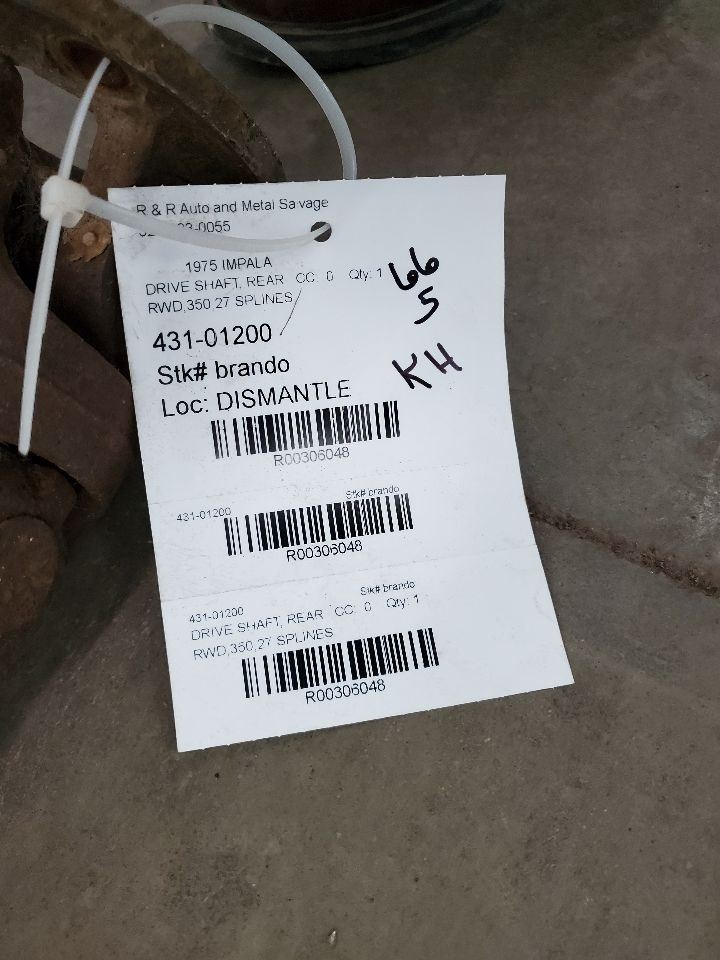 R & R Auto and Metal Salvage
3-0055
1975 IMPALA
DRIVE SHAFT, REAR CC: 0 Qty: 1
RWD,350,27 SPLINES
431-01200
Stk# brando
Loc: DISMANTLE
R00306048
66
5
KH
431-01200 Stk# brando
R00306048
431-01200 Stk# brando
DRIVE SHAFT, REAR CC: 0 Qty: 1
RWD,350,27 SPLINES
R00306048